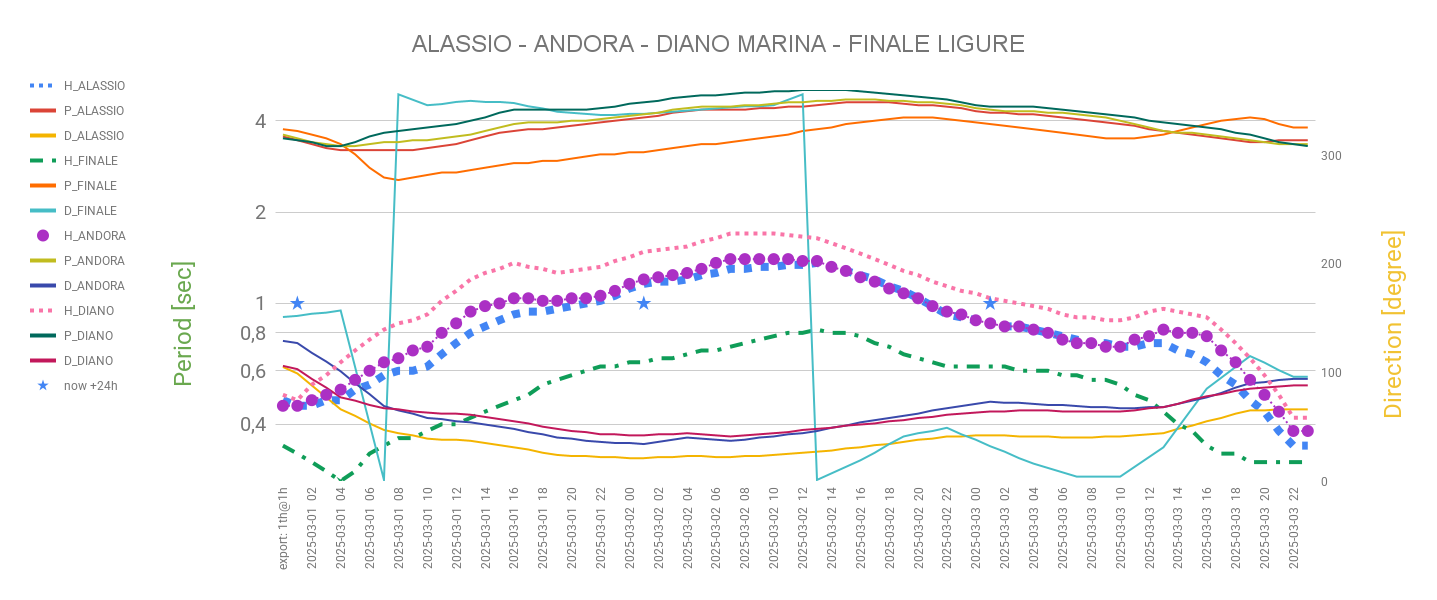 ALASSIO - ANDORA - DIANO MARINA - FINALE LIGURE
H_ALASSIO
P_ALASSIO
D_ALASSIO
H_FINALE
P_FINALE
D_FINALE
H_ANDORA
P_ANDORA
D_ANDORA
H_DIANO
P_DIANO
D_DIANO
now +24h
Period [sec]
4
2
1
0,8
0,6
0,4
300
200
100
0
Direction [degree]
export: 1th@1h
2025-03-01 02
2025-03-01 04
2025-03-01 06
2025-03-01 08
2025-03-01 10
2025-03-01 12
2025-03-01 14
2025-03-01 16
2025-03-01 18
2025-03-01 20
2025-03-01 22
2025-03-02 00
2025-03-02 02
2025-03-02 04
2025-03-02 06
2025-03-02 08
2025-03-02 10
2025-03-02 12
2025-03-02 14
2025-03-02 16
2025-03-02 18
2025-03-02 20
2025-03-02 22
2025-03-03 00
2025-03-03 02
2025-03-03 04
2025-03-03 06
2025-03-03 08
2025-03-03 10
2025-03-03 12
2025-03-03 14
2025-03-03 16
2025-03-03 18
2025-03-03 20
2025-03-03 22